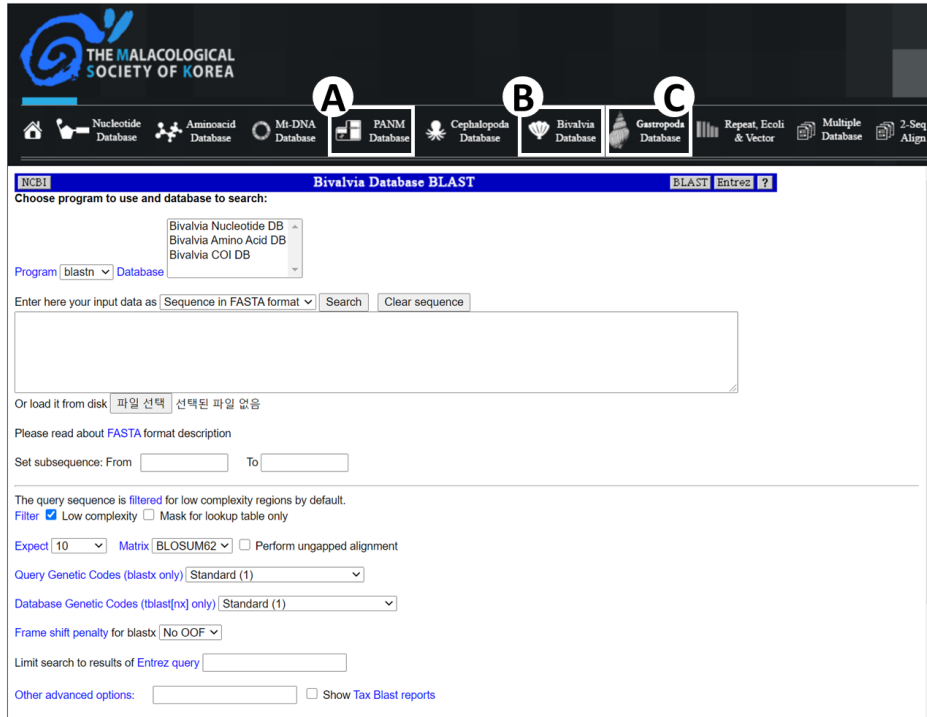 THE MALACOLOGICAL
SOCIETY OF KOREA
A B C
Nucleotide Database
Aminoacid Database
Mt-DNA Database
PANM Database
Cephalopoda Database
Bivalvia Database
Gastropoda Database
Repeat, Ecoli & Vector
Multiple Database
2-Seq Align
NCBI Bivalvia Database BLAST BLAST Entrez ?
Choose program to use and database to search:
Bivalvia Nucleotide DB
Bivalvia Amino Acid DB
Bivalvia COI DB
Program blastn Database
Enter here your input data as Sequence in FASTA format Search Clear sequence
Or load it from disk 파일 선택 선택된 파일 없음
Please read about FASTA format description
Set subsequence: From To
The query sequence is filtered for low complexity regions by default.
Filter Low complexity Mask for lookup table only
Expect 10 Matrix BLOSUM62 Perform ungapped alignment
Query Genetic Codes (blastx only) Standard (1)
Database Genetic Codes (tblast[nx] only) Standard (1)
Frame shift penalty for blastx No OOF
Limit search to results of Entrez query
Other advanced options: Show Tax Blast reports